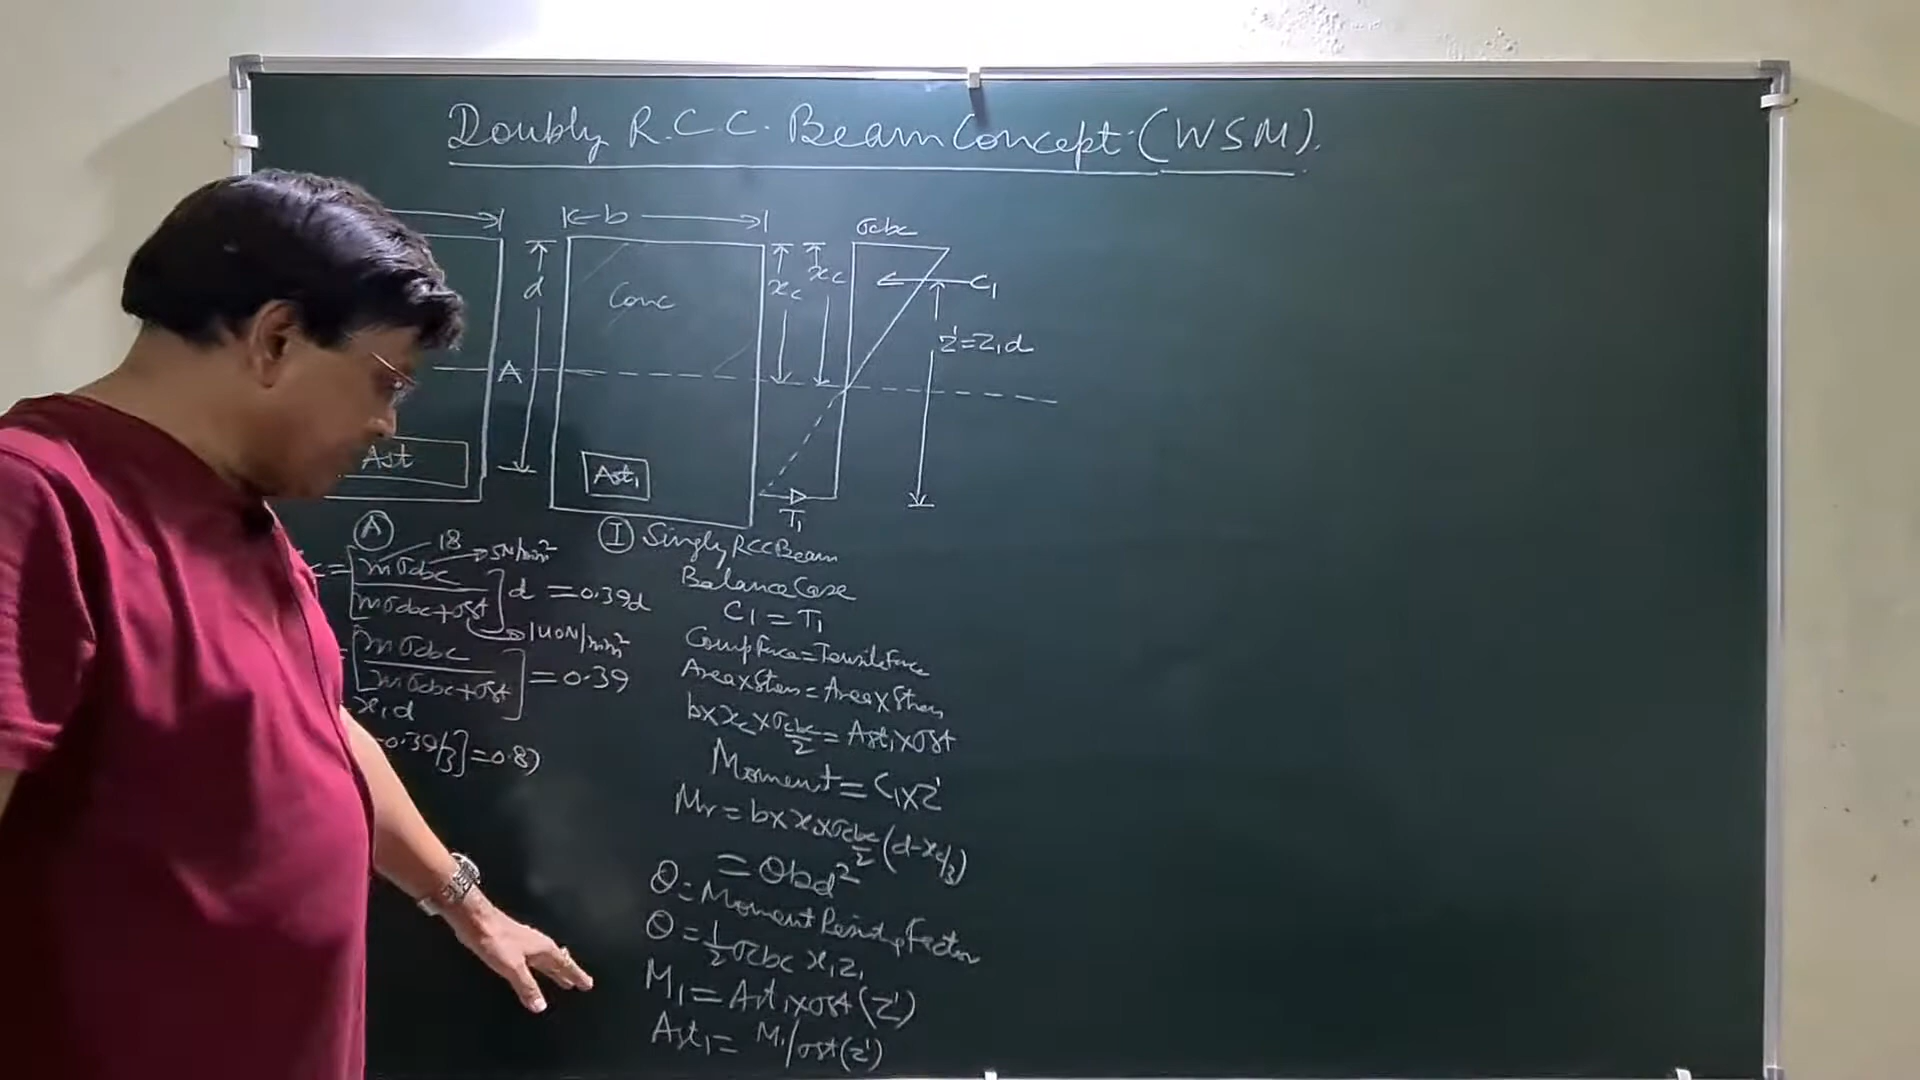 Doubly R.C.C. Beam Concept (WSM).
b
σcbc
d
xc
xc
C1
Conc
z'=Z1d
A
Ast
Ast1
T1
A
18
5N/mm²
mσcbc
mσcbc+σst
d = 0.39d
140N/mm²
mσcbc
mσcbc+σst
= 0.39
x1d
0.39/3] = 0.87
I Singly RCC Beam
Balance Case
C1 = T1
Comp Force = Tensile Force
Area x Stress = Area x Stress
b x xc x σcbc/2 = Ast1 x σst
Moment = C1 x Z'
Mr = b x xc x σcbc/2 (d-xc/3)
= Qbd²
Q = Moment Resisting Factor
Q = 1/2 σcbc x1z1
M1 = Ast1 x σst (Z')
Ast1 = M1/σst(z')